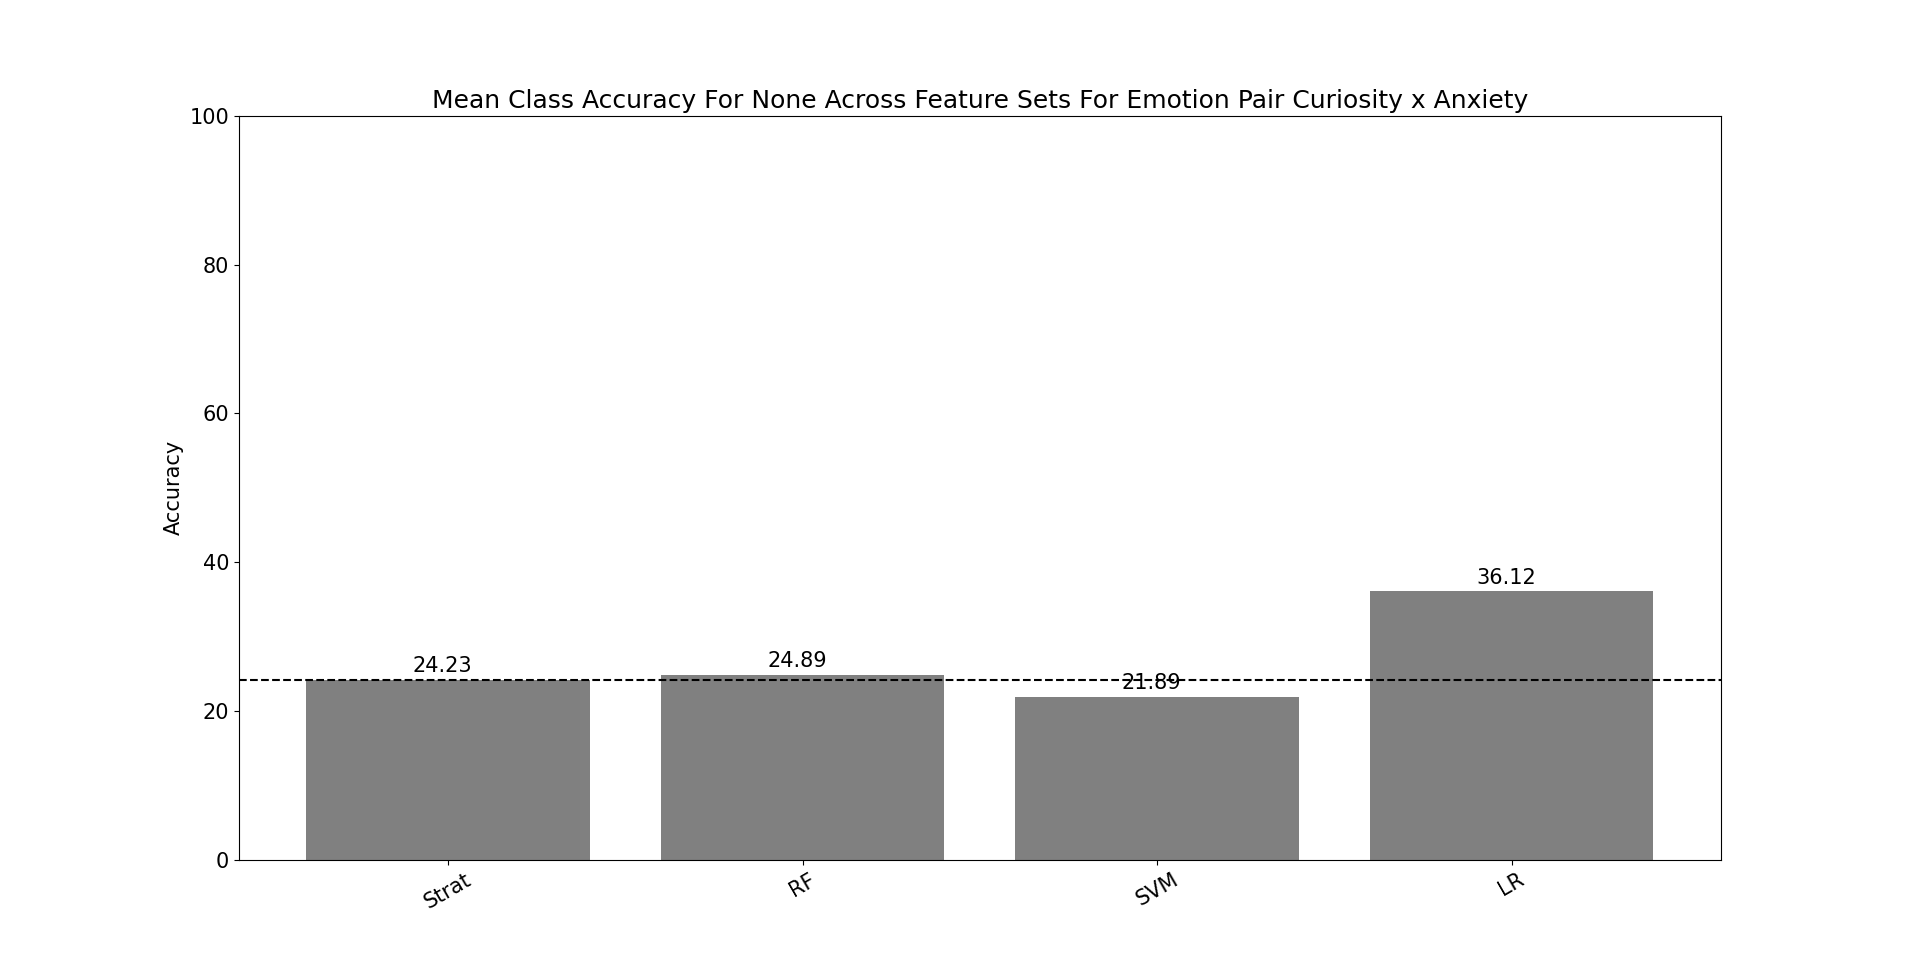 Mean Class Accuracy For None Across Feature Sets For Emotion Pair Curiosity x Anxiety
100
80
60
40
20
0
Accuracy
24.23
24.89
21.89
36.12
Strat
RF
SVM
LR